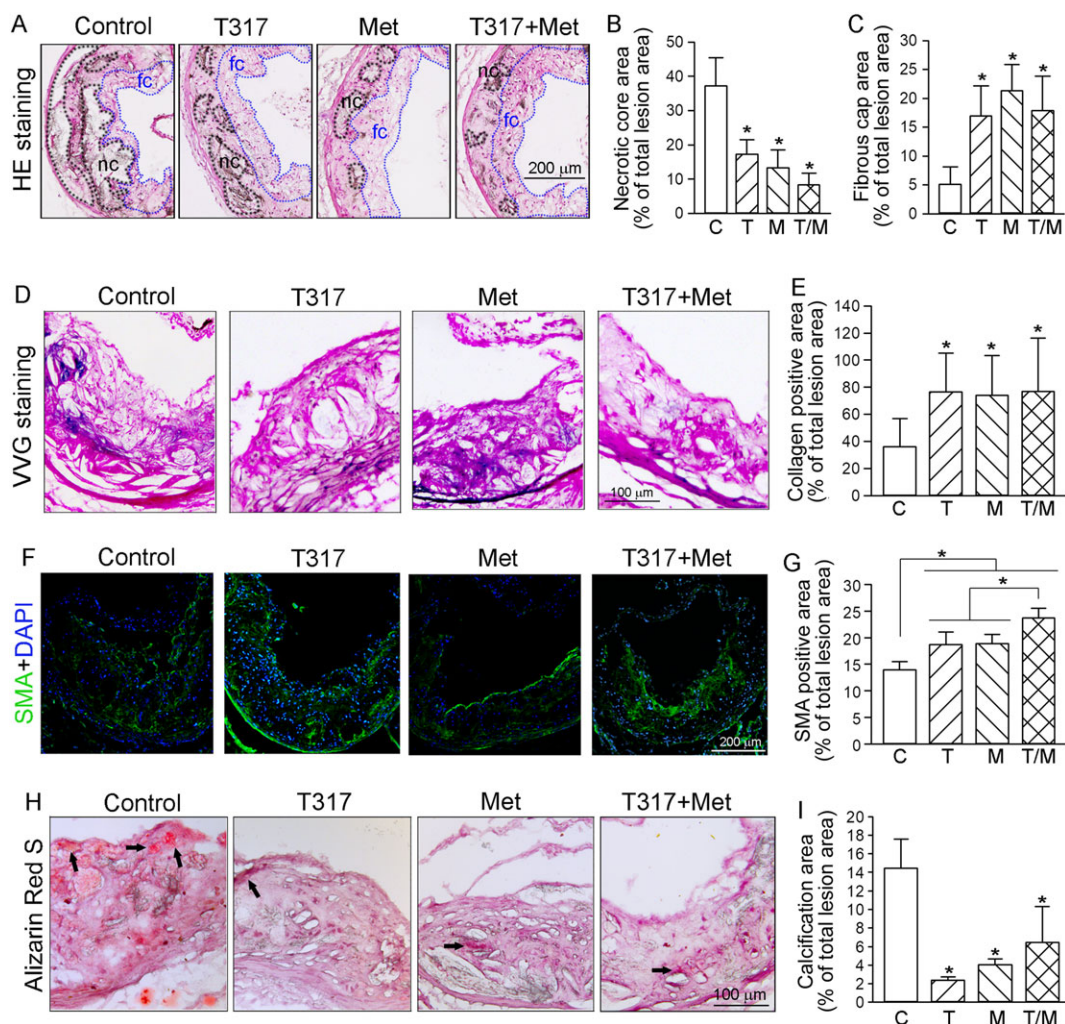 A
Control
T317
Met
T317+Met
HE staining
fc
nc
fc
nc
nc
fc
nc
fc
200 µm
B
Necrotic core area
(% of total lesion area)
50
40
30
20
10
0
*
*
*
C T M T/M
C
Fibrous cap area
(% of total lesion area)
30
25
20
15
10
5
0
*
*
*
C T M T/M
D
Control
T317
Met
T317+Met
VVG staining
100 µm
E
Collagen positive area
(% of total lesion area)
140
120
100
80
60
40
20
0
*
*
*
C T M T/M
F
Control
T317
Met
T317+Met
SMA+DAPI
200 µm
G
SMA positive area
(% of total lesion area)
30
25
20
15
10
5
0
*
*
C T M T/M
H
Control
T317
Met
T317+Met
Alizarin Red S
100 µm
I
Calcification area
(% of total lesion area)
20
18
16
14
12
10
8
6
4
2
0
*
*
*
C T M T/M